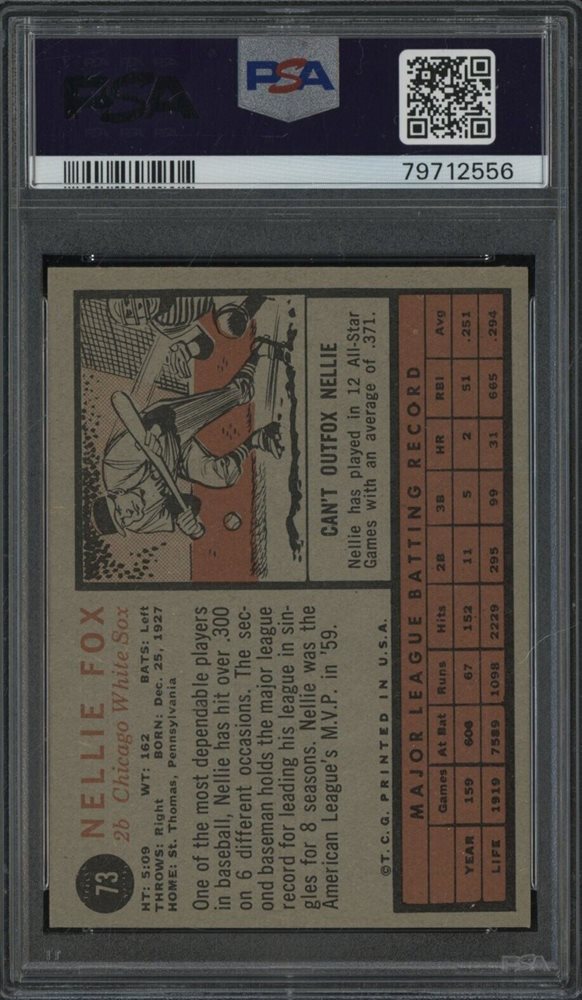 PSA
PSA
79712556
73
NELLIE FOX
2b Chicago White Sox
HT: 5:09 WT: 162 BATS: Left
THROWS: Right BORN: Dec. 25, 1927
HOME: St. Thomas, Pennsylvania
One of the most dependable players
in baseball, Nellie has hit over .300
on 6 different occasions. The sec-
ond baseman holds the major league
record for leading his league in sin-
gles for 8 seasons. Nellie was the
American League's M.V.P. in '59.
CAN'T OUTFOX NELLIE
Nellie has played in 12 All-Star
Games with an average of .371.
©T.C.G. PRINTED IN U.S.A.
MAJOR LEAGUE BATTING RECORD
Games At Bat Runs Hits 2B 3B HR RBI Avg
YEAR 159 606 67 152 11 5 2 51 .251
LIFE 1919 7589 1098 2229 295 99 31 665 .294
PSA